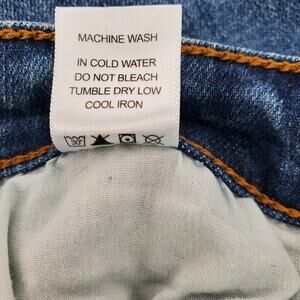 MACHINE WASH
IN COLD WATER
DO NOT BLEACH
TUMBLE DRY LOW
COOL IRON
30°